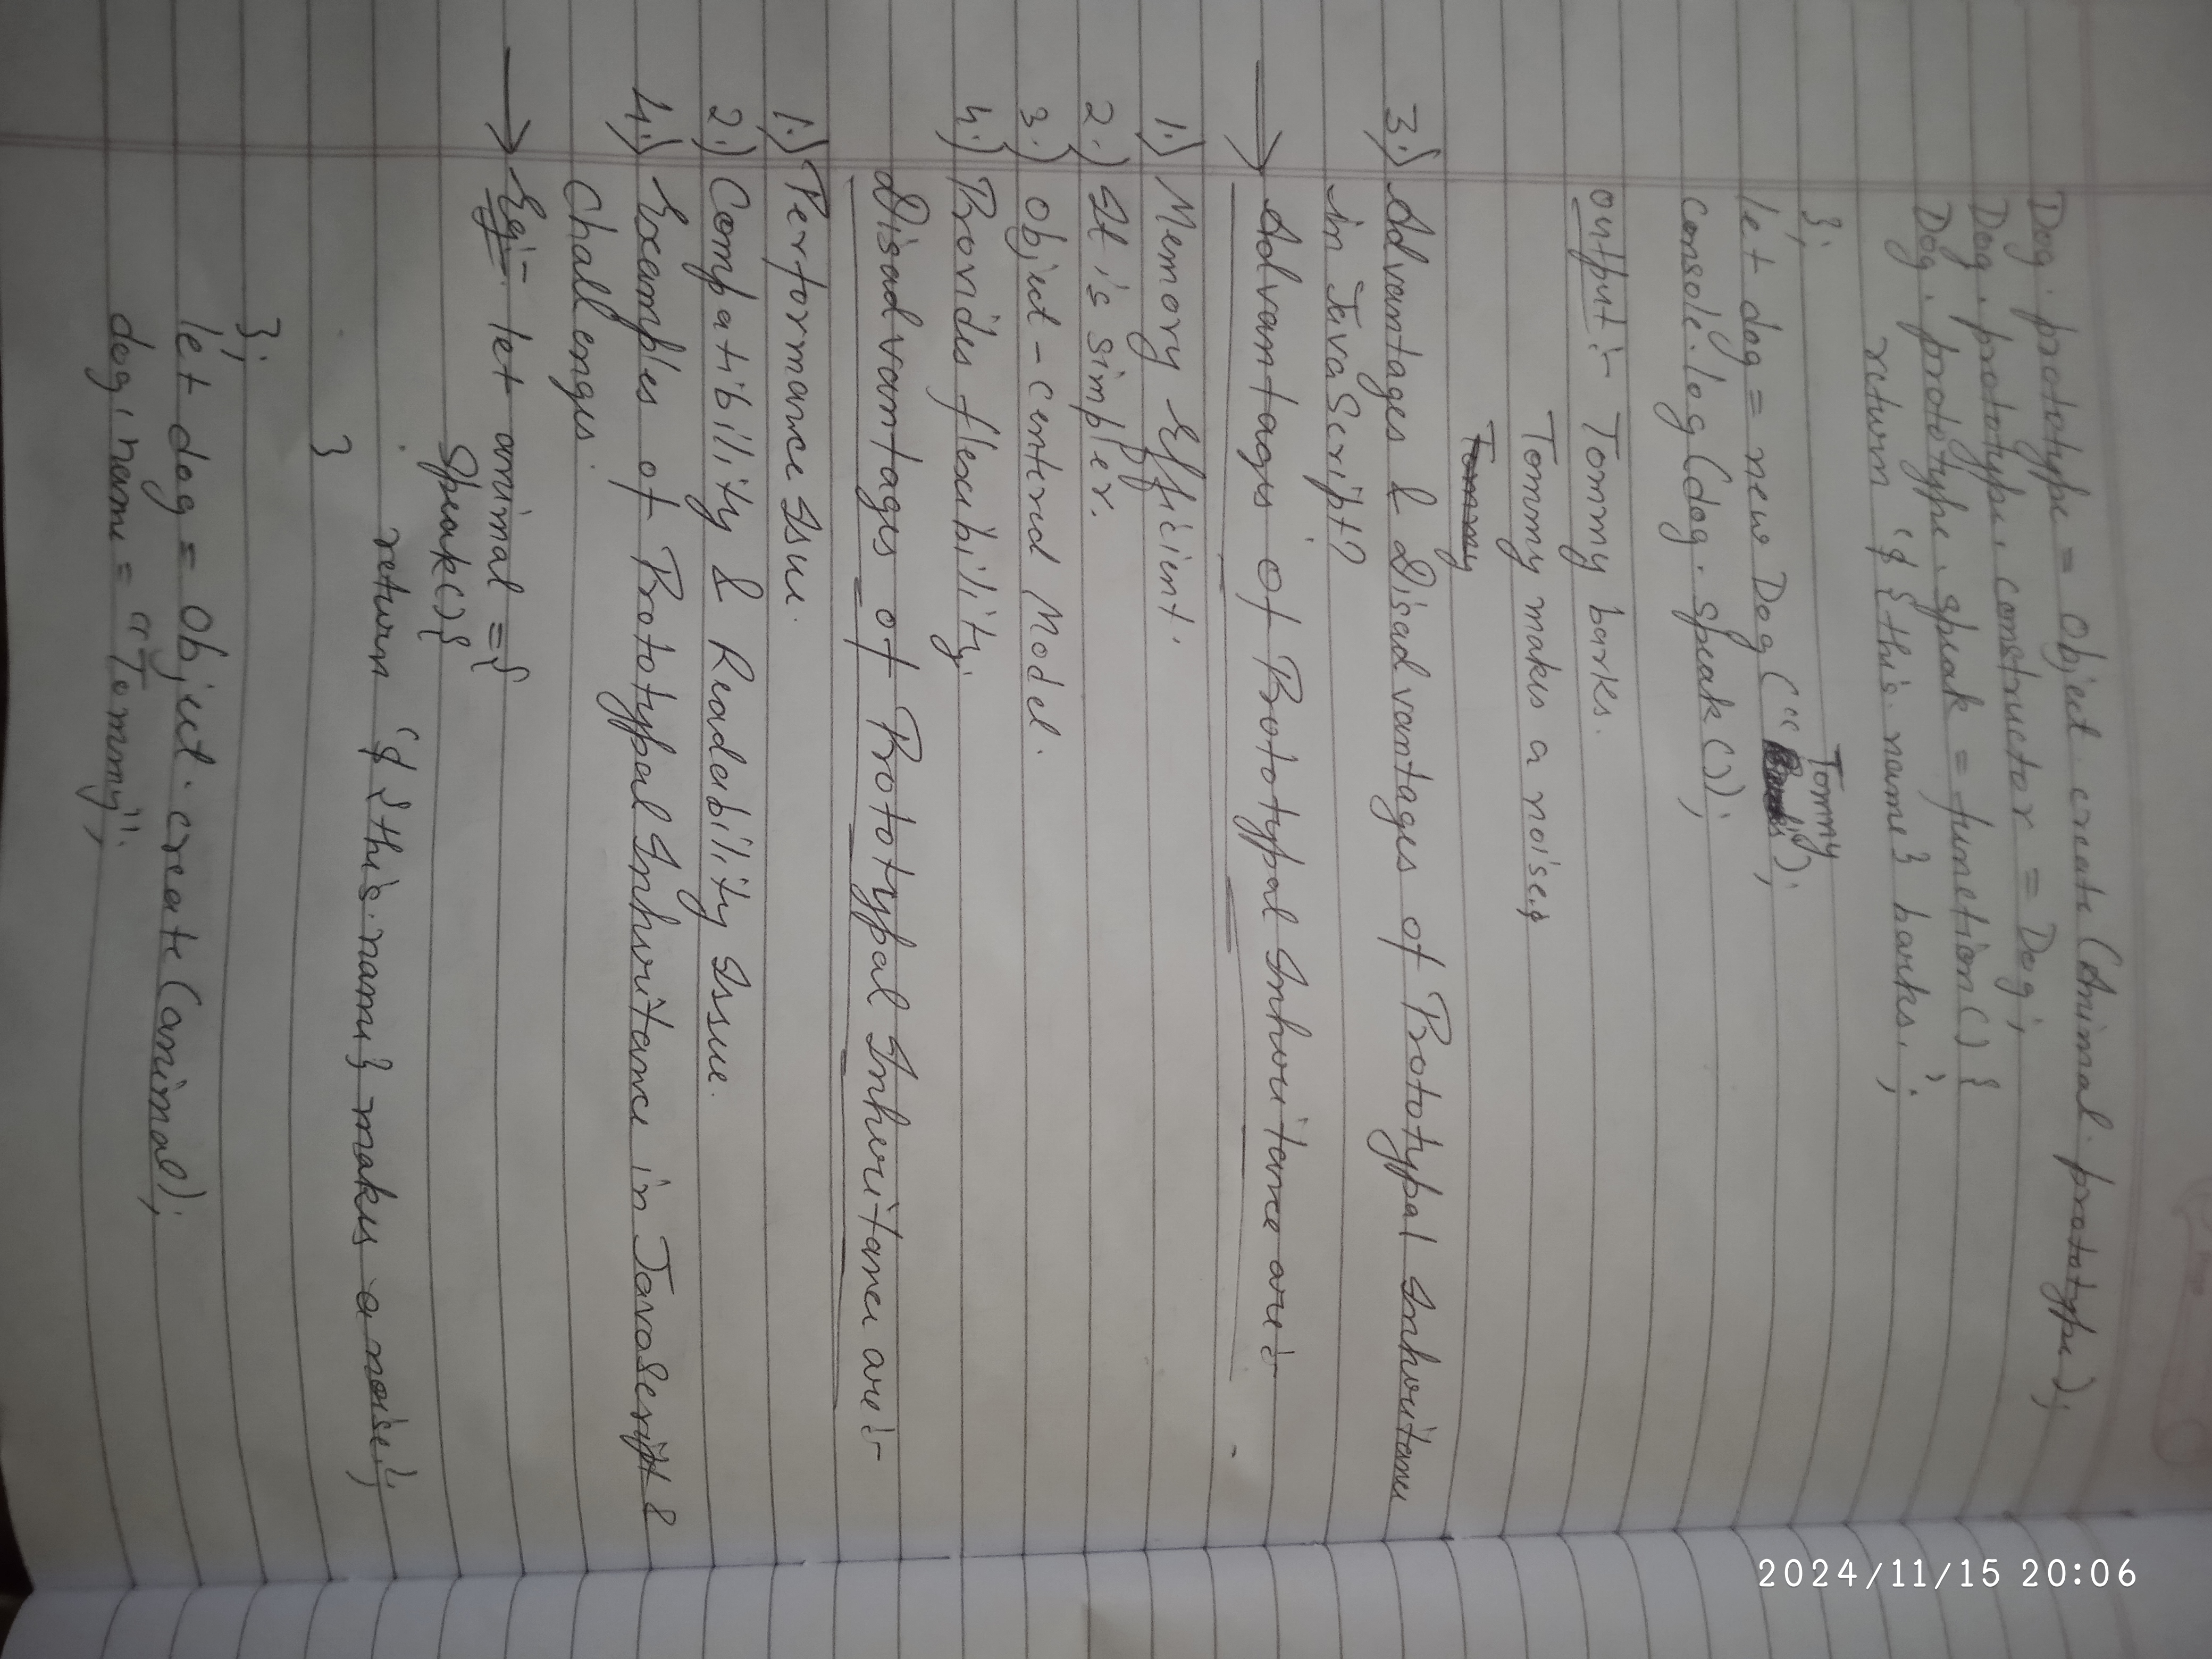 Dog.prototype = Object.create(Animal.prototype);
Dog.prototype.constructor = Dog;
Dog.prototype.speak = function(){
return '${this.name} barks.';
};
Tommy
let dog = new Dog("");
console.log(dog.speak());
output:- Tommy barks.
Tommy makes a noise.
Tommy
3.) Advantages & Disadvantages of Prototypal Inheritance
in JavaScript?
→ Advantages of Prototypal Inheritance are:-
1.) Memory Efficient.
2.) It is simpler.
3.) Object-Centered Model.
4.) Provides flexibility.
Disadvantages of Prototypal Inheritance are:-
1.) Performance Issue.
2.) Compatibility & Readability Issue.
4.) Examples of Prototypal Inheritance in JavaScript &
Challenges.
→ Eg:- let animal = {
Speak(){
return '${this.name} makes a noise.';
}
};
let dog = Object.create(animal);
dog.name = "Tommy";
2024/11/15 20:06